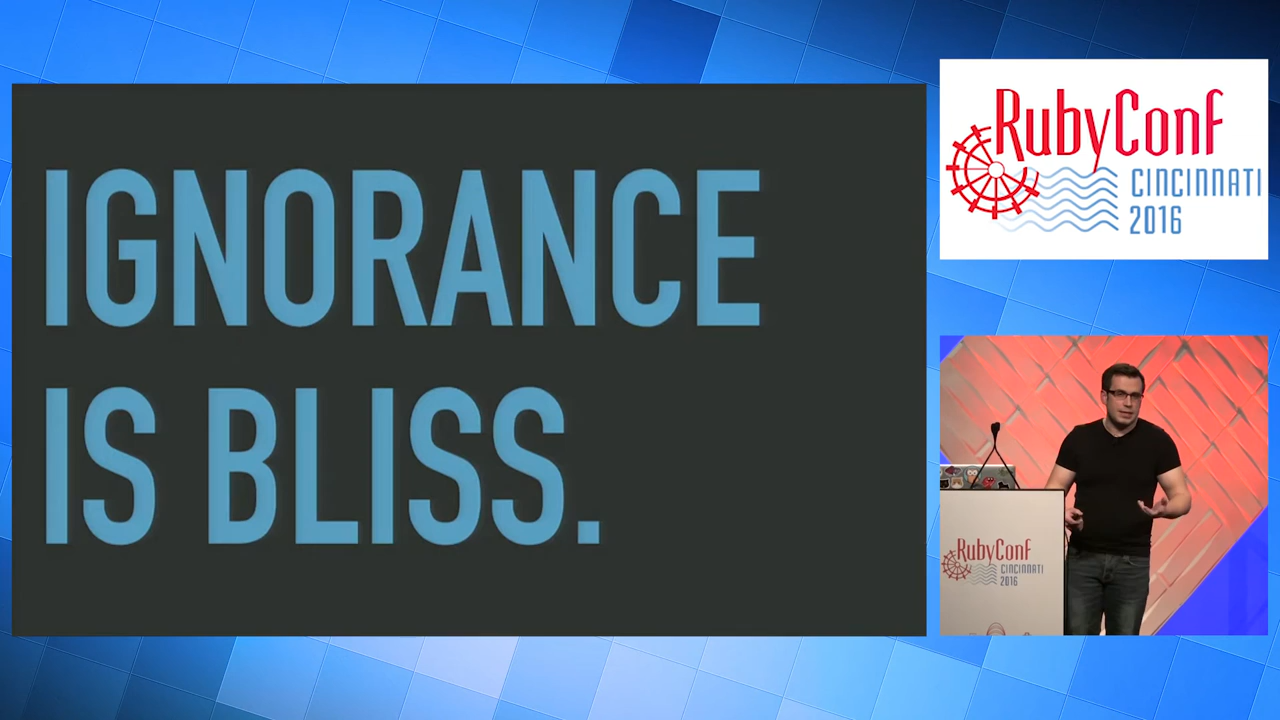 IGNORANCE
IS BLISS.
RubyConf
CINCINNATI
2016
RubyConf
CINCINNATI
2016